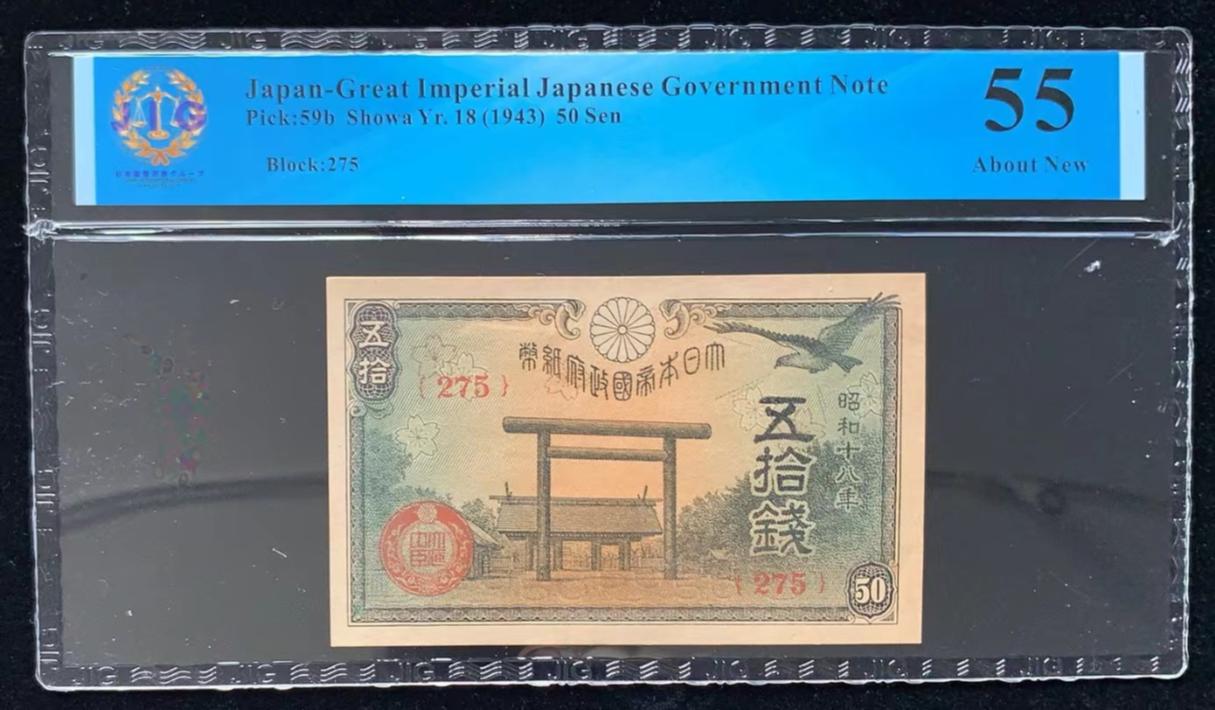 Japan-Great Imperial Japanese Government Note
Pick:59b Showa Yr. 18 (1943) 50 Sen
Block:275
55
About New
JIG
五拾
大日本帝國政府紙幣
{275}
昭和十八年
五拾錢
{275}
50